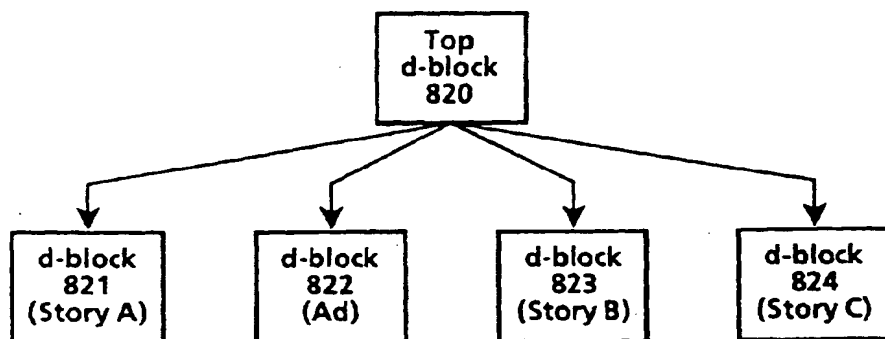 Top
d-block
820
d-block
821
(Story A)
d-block
822
(Ad)
d-block
823
(Story B)
d-block
824
(Story C)